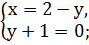 x = 2 − y,
y + 1 = 0;